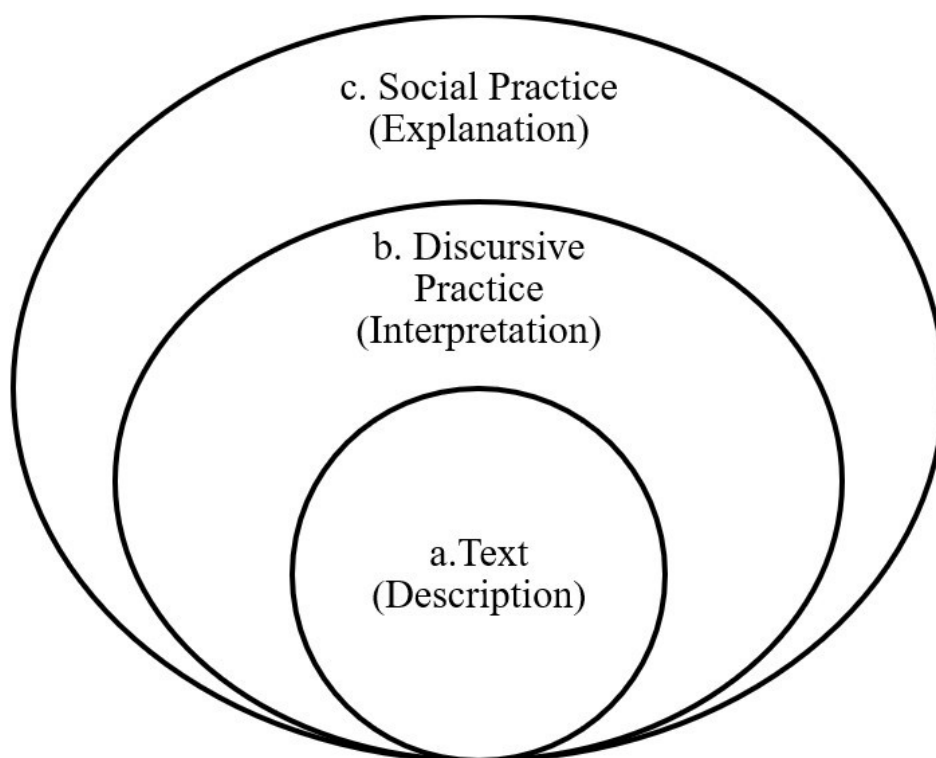 c. Social Practice
(Explanation)
b. Discursive
Practice
(Interpretation)
a.Text
(Description)